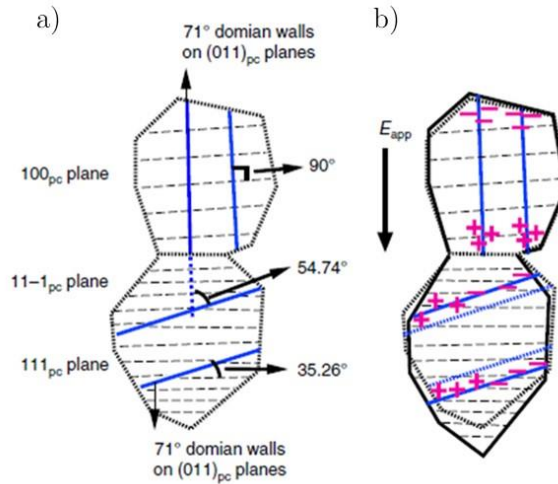 a)
71° domian walls
on (011)pc planes
100pc plane
90°
11–1pc plane
54.74°
111pc plane
35.26°
71° domian walls
on (011)pc planes
b)
Eapp